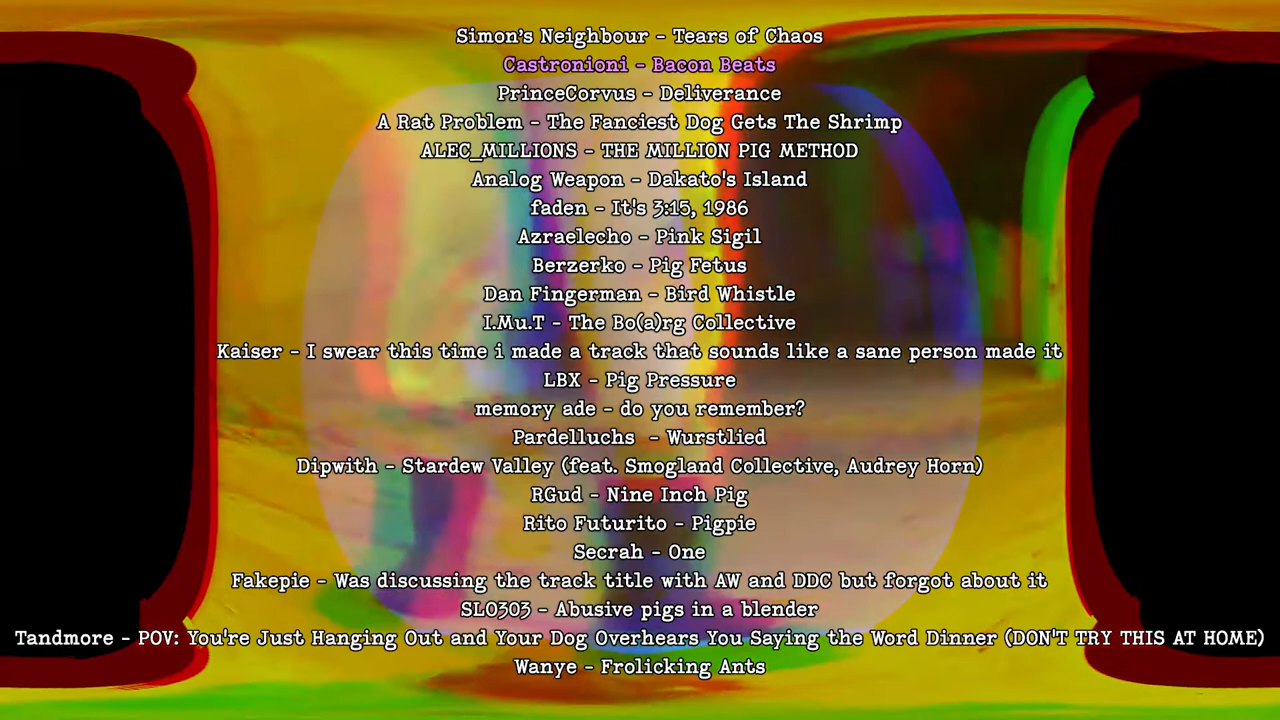 Simon's Neighbour - Tears of Chaos
Castronioni - Bacon Beats
PrinceCorvus - Deliverance
A Rat Problem - The Fanciest Dog Gets The Shrimp
ALEC_MILLIONS - THE MILLION PIG METHOD
Analog Weapon - Dakato's Island
faden - It's 3:15, 1986
Azraelecho - Pink Sigil
Berzerko - Pig Fetus
Dan Fingerman - Bird Whistle
I.Mu.T - The Bo(a)rg Collective
Kaiser - I swear this time i made a track that sounds like a sane person made it
LBX - Pig Pressure
memory ade - do you remember?
Pardelluchs - Wurstlied
Dipwith - Stardew Valley (feat. Smogland Collective, Audrey Horn)
RGud - Nine Inch Pig
Rito Futurito - Pigpie
Secrah - One
Fakepie - Was discussing the track title with AW and DDC but forgot about it
SL0303 - Abusive pigs in a blender
Tandmore - POV: You're Just Hanging Out and Your Dog Overhears You Saying the Word Dinner (DON'T TRY THIS AT HOME)
Wanye - Frolicking Ants